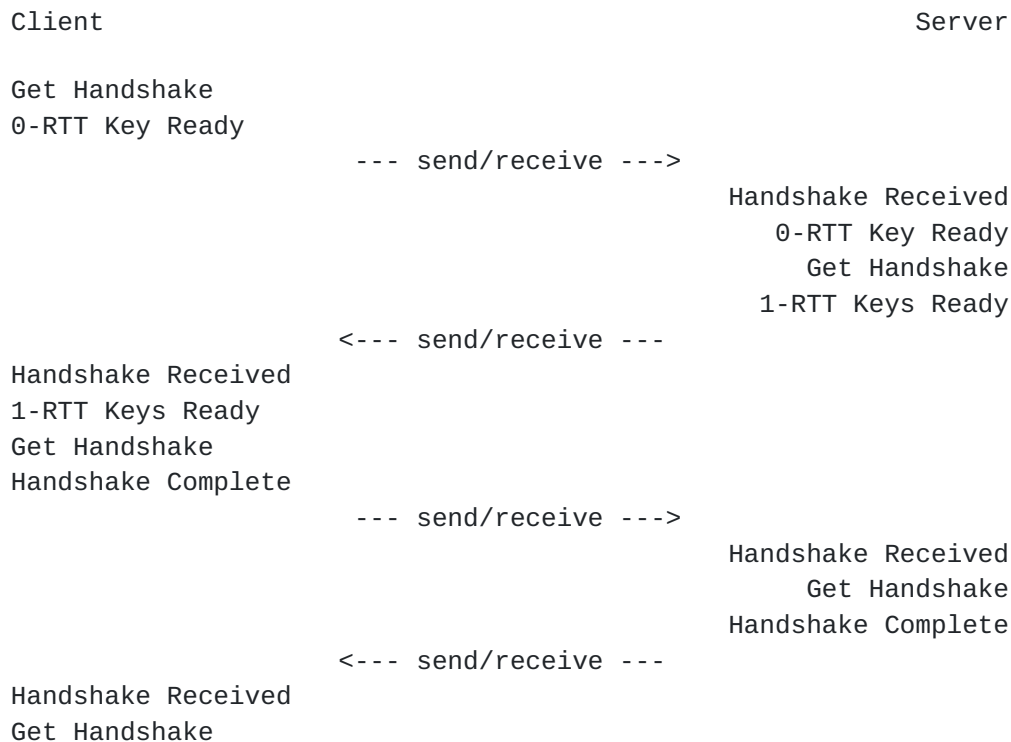 Client Server
Get Handshake
0-RTT Key Ready
--- send/receive --->
Handshake Received
0-RTT Key Ready
Get Handshake
1-RTT Keys Ready
<--- send/receive ---
Handshake Received
1-RTT Keys Ready
Get Handshake
Handshake Complete
--- send/receive --->
Handshake Received
Get Handshake
Handshake Complete
<--- send/receive ---
Handshake Received
Get Handshake